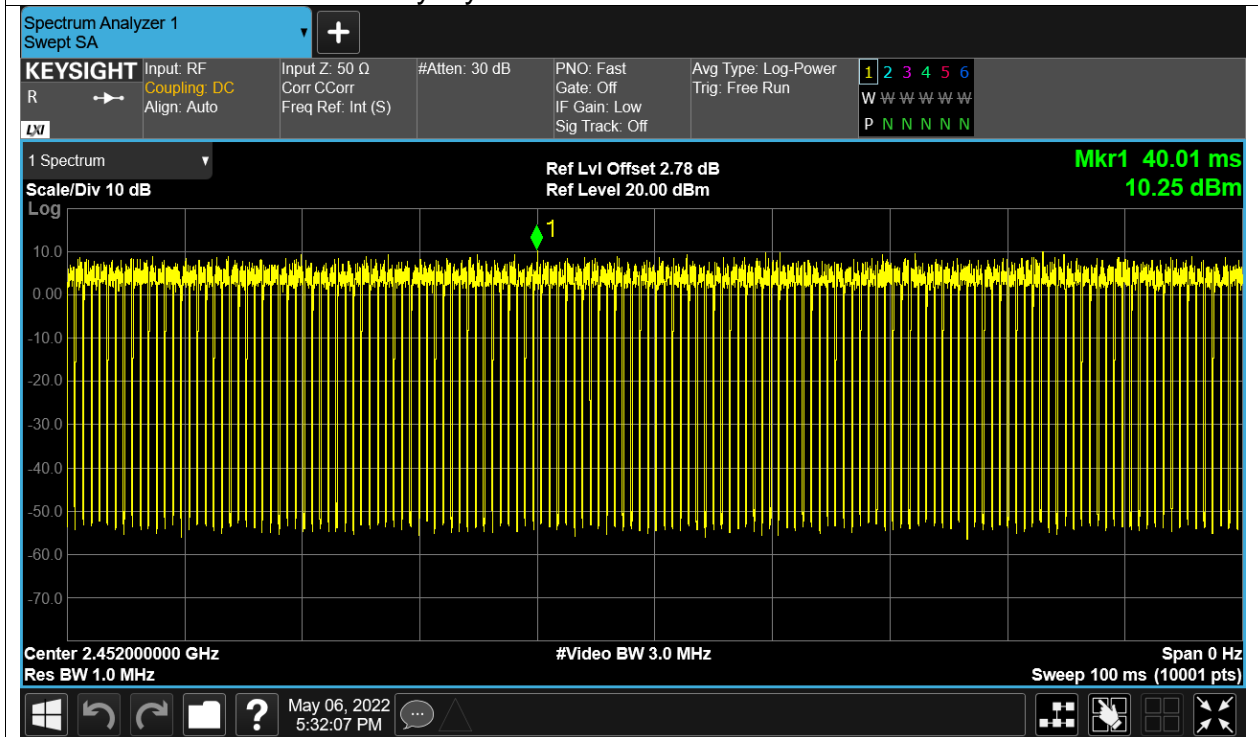 Spectrum Analyzer 1
Swept SA
+
KEYSIGHT Input: RF Input Z: 50 Ω #Atten: 30 dB PNO: Fast Avg Type: Log-Power 1 2 3 4 5 6
R Coupling: DC Corr CCorr Gate: Off Trig: Free Run W W W W W W
Align: Auto Freq Ref: Int (S) IF Gain: Low P N N N N N
LXI Sig Track: Off
1 Spectrum Ref Lvl Offset 2.78 dB Mkr1 40.01 ms
Scale/Div 10 dB Ref Level 20.00 dBm 10.25 dBm
Log
1
10.0
0.00
-10.0
-20.0
-30.0
-40.0
-50.0
-60.0
-70.0
Center 2.452000000 GHz #Video BW 3.0 MHz Span 0 Hz
Res BW 1.0 MHz Sweep 100 ms (10001 pts)
? May 06, 2022
5:32:07 PM